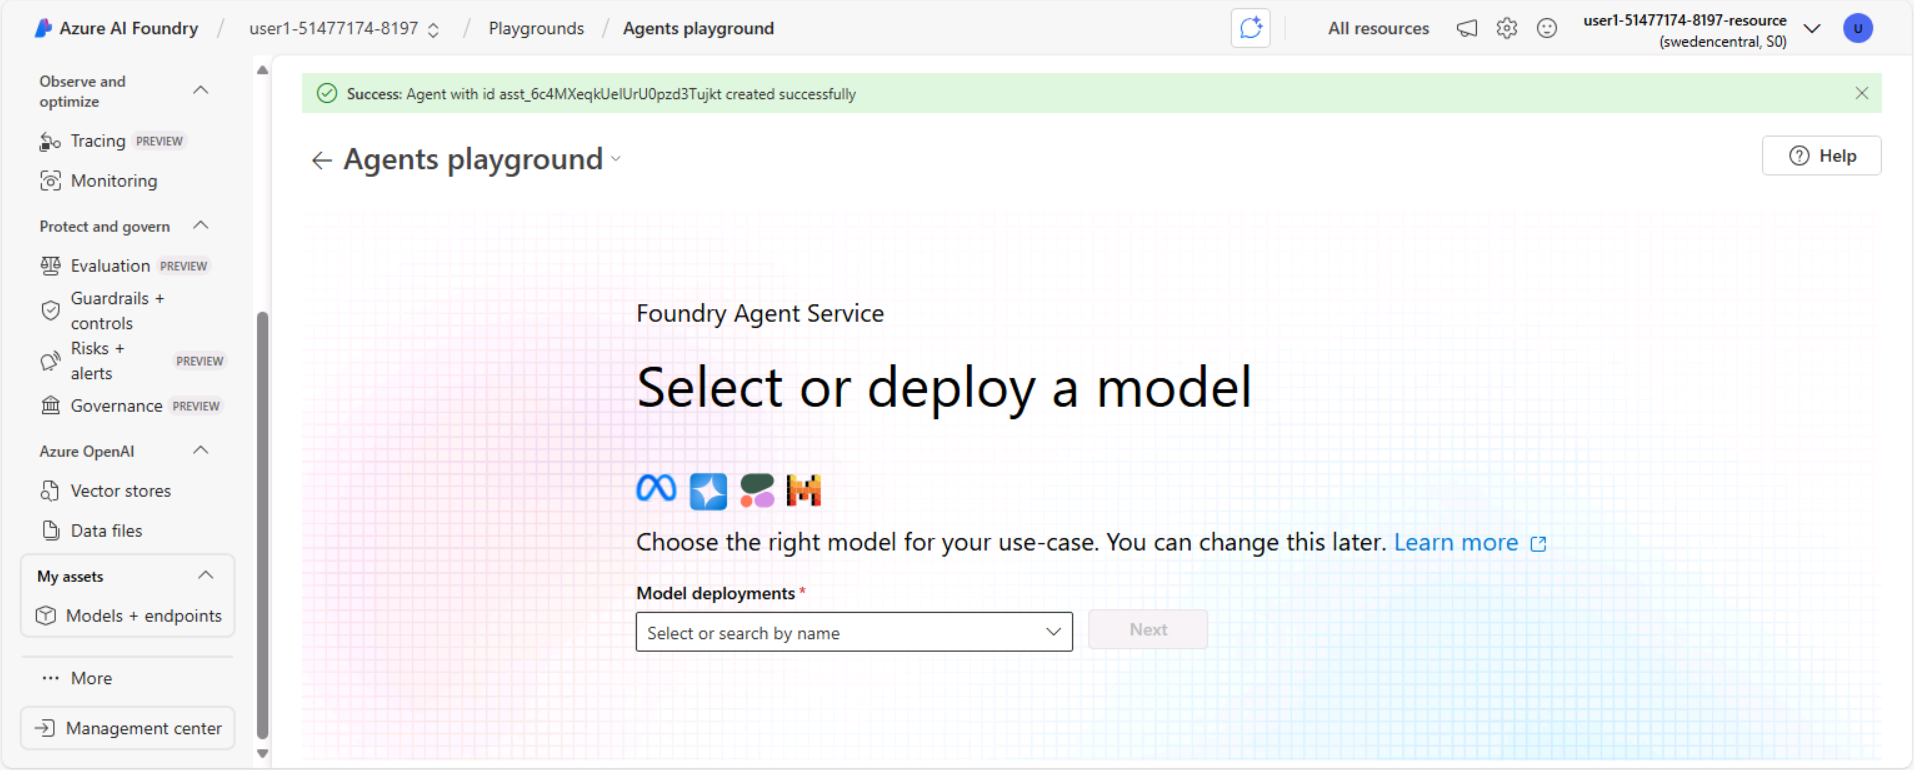 Azure AI Foundry / user1-51477174-8197 / Playgrounds / Agents playground
All resources
user1-51477174-8197-resource
(swedencentral, S0)
U
Observe and
optimize
Tracing PREVIEW
Monitoring
Protect and govern
Evaluation PREVIEW
Guardrails +
controls
Risks +
alerts
PREVIEW
Governance PREVIEW
Azure OpenAI
Vector stores
Data files
My assets
Models + endpoints
More
Management center
Success: Agent with id asst_6c4MXeqkUelUrU0pzd3Tujkt created successfully
Agents playground
Help
Foundry Agent Service
Select or deploy a model
Choose the right model for your use-case. You can change this later. Learn more
Model deployments *
Select or search by name
Next